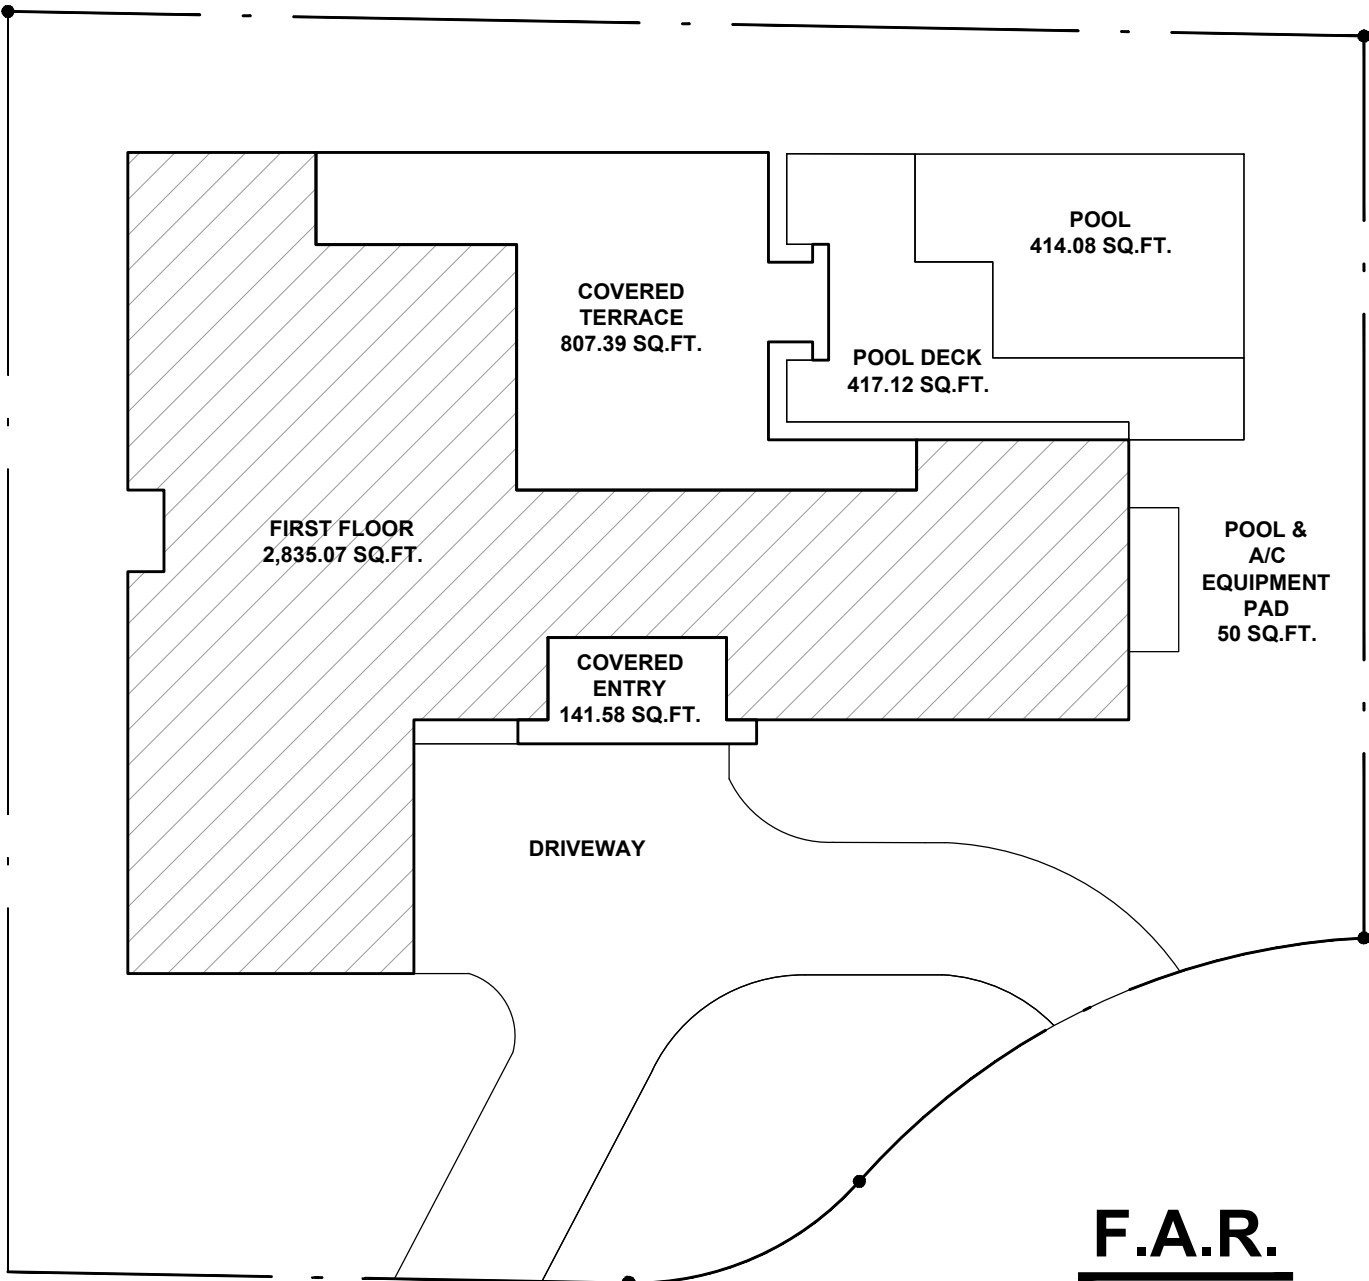 POOL
414.08 SQ.FT.
COVERED
TERRACE
807.39 SQ.FT.
POOL DECK
417.12 SQ.FT.
FIRST FLOOR
2,835.07 SQ.FT.
POOL &
A/C
EQUIPMENT
PAD
50 SQ.FT.
COVERED
ENTRY
141.58 SQ.FT.
DRIVEWAY
F.A.R.